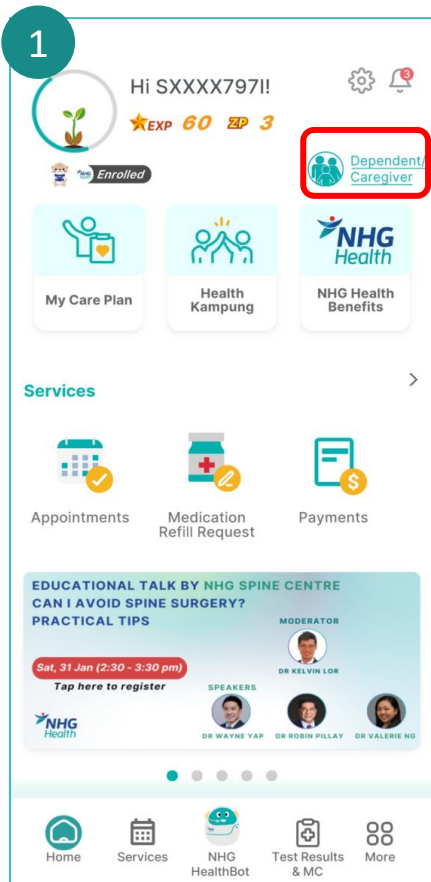 1
Hi SXXXX797I!
3
EXP 60 ZP 3
NHG Health Enrolled
Dependent/
Caregiver
NHG
Health
My Care Plan
Health
Kampung
NHG Health
Benefits
Services
Appointments
Medication
Refill Request
Payments
EDUCATIONAL TALK BY NHG SPINE CENTRE
CAN I AVOID SPINE SURGERY?
PRACTICAL TIPS
MODERATOR
DR KELVIN LOR
Sat, 31 Jan (2:30 - 3:30 pm)
Tap here to register
SPEAKERS
NHG
Health
DR WAYNE YAP DR ROBIN PILLAY DR VALERIE NG
Home
Services
NHG
HealthBot
Test Results
& MC
More